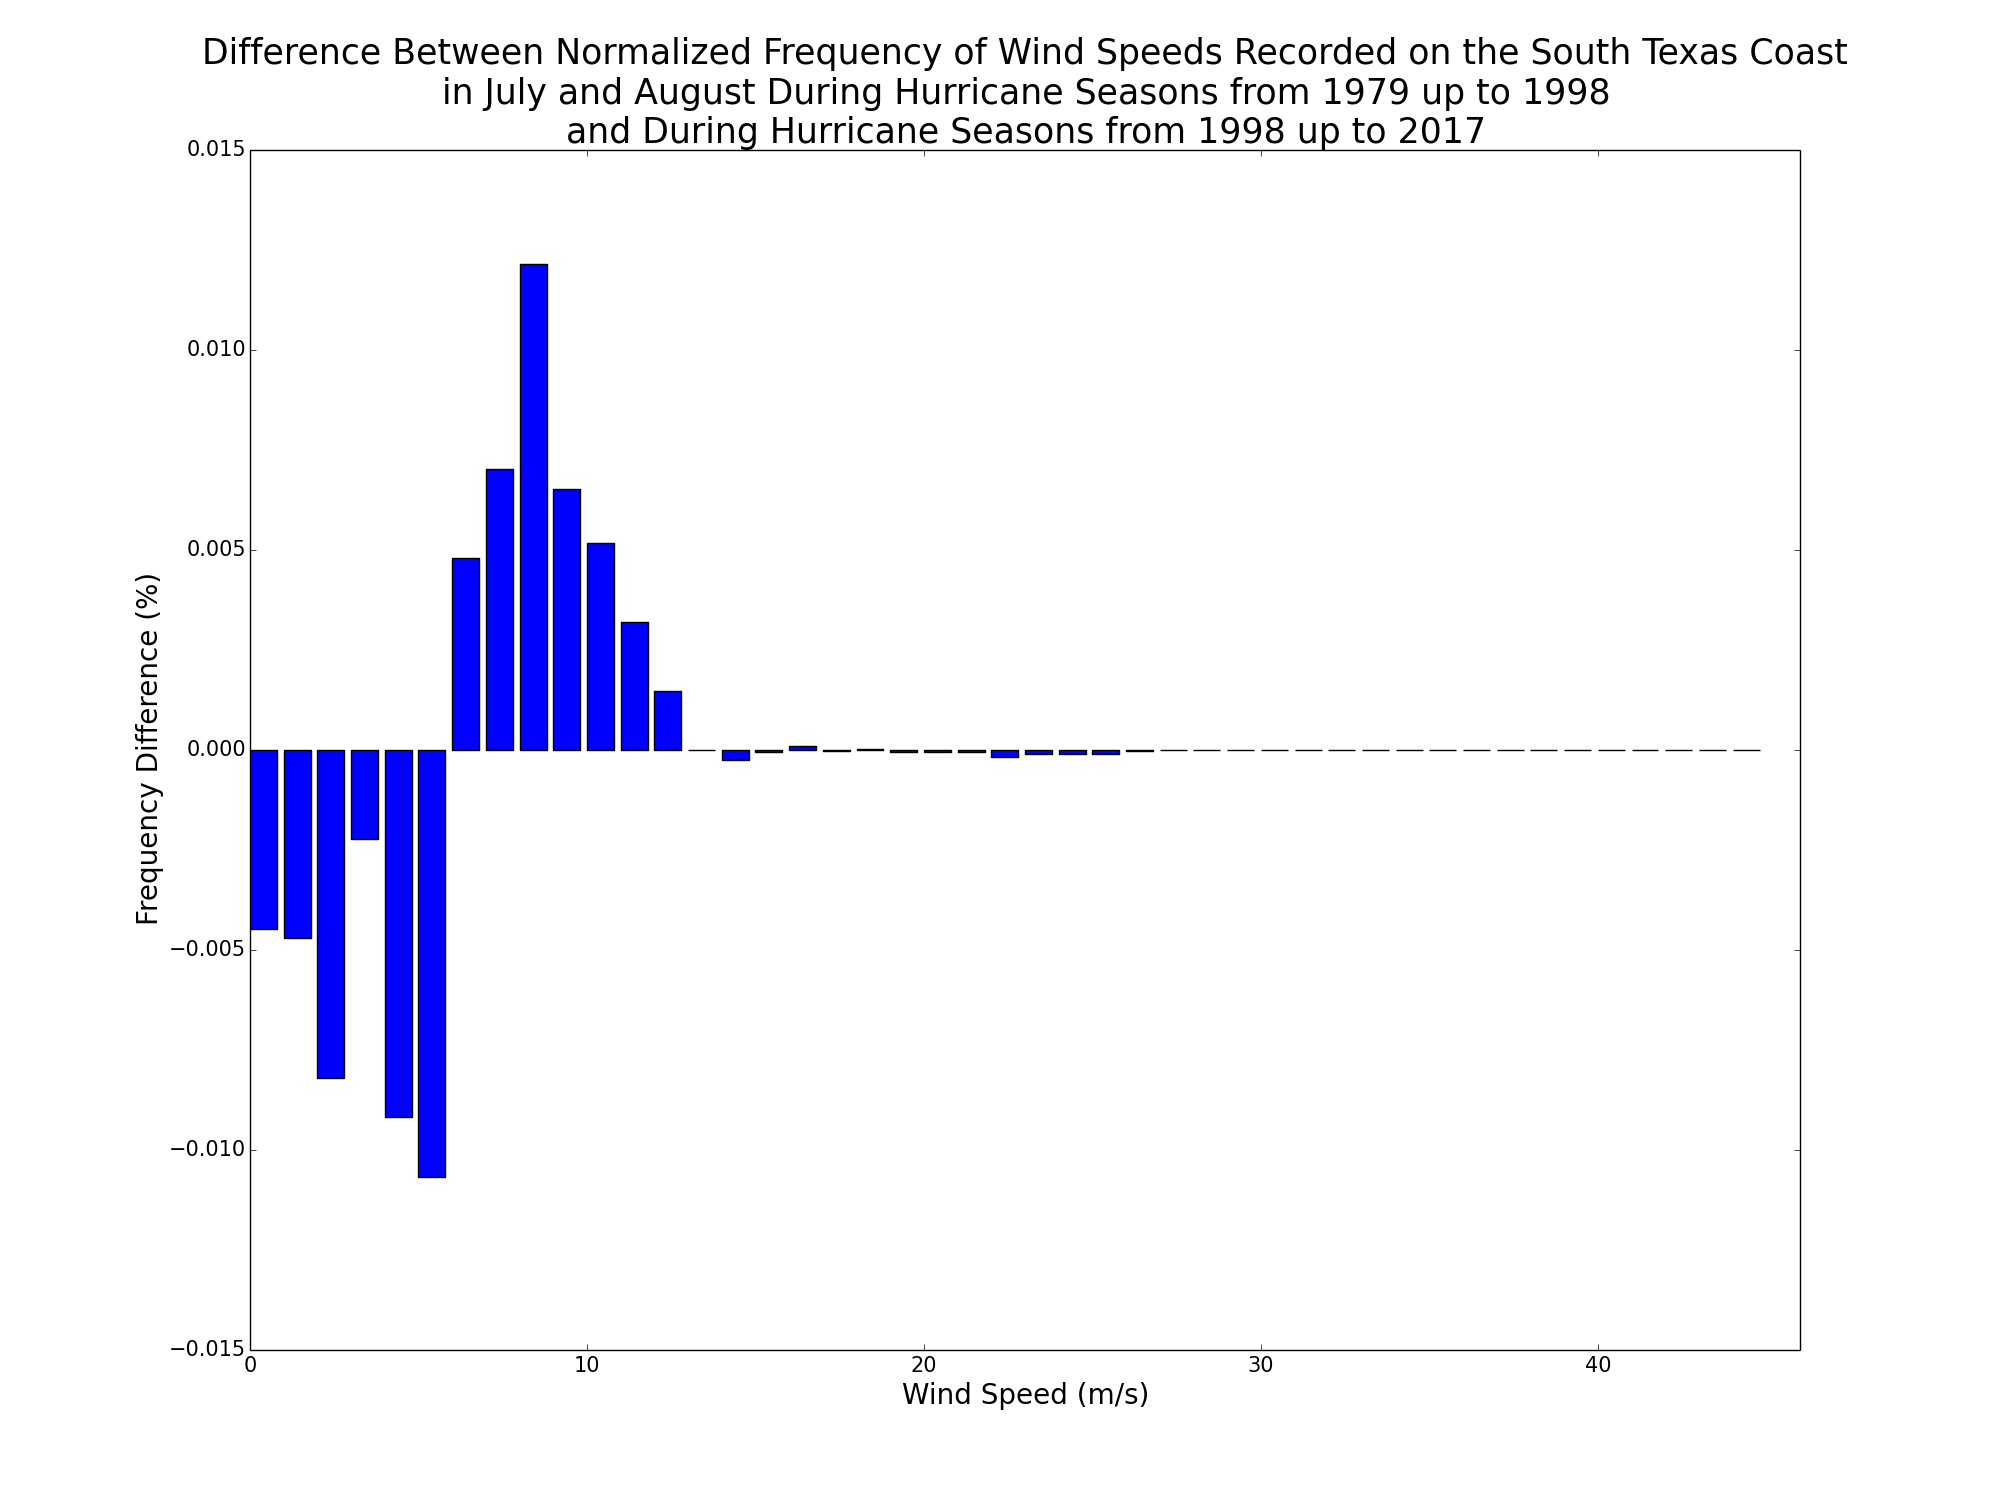 Difference Between Normalized Frequency of Wind Speeds Recorded on the South Texas Coast
in July and August During Hurricane Seasons from 1979 up to 1998
and During Hurricane Seasons from 1998 up to 2017
0.015
0.010
0.005
0.000
−0.005
−0.010
−0.015
Frequency Difference (%)
0 10 20 30 40
Wind Speed (m/s)